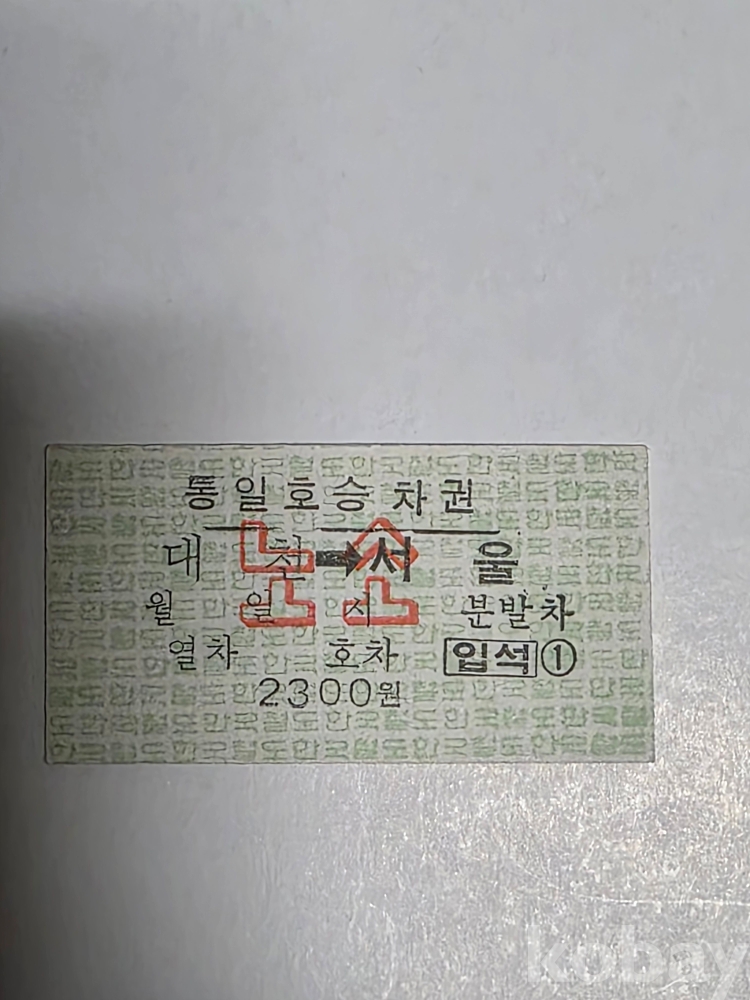 통일호승차권
대 천➡서 울
월 일 시 분발차
열차 호차 입석①
2300원
kobay